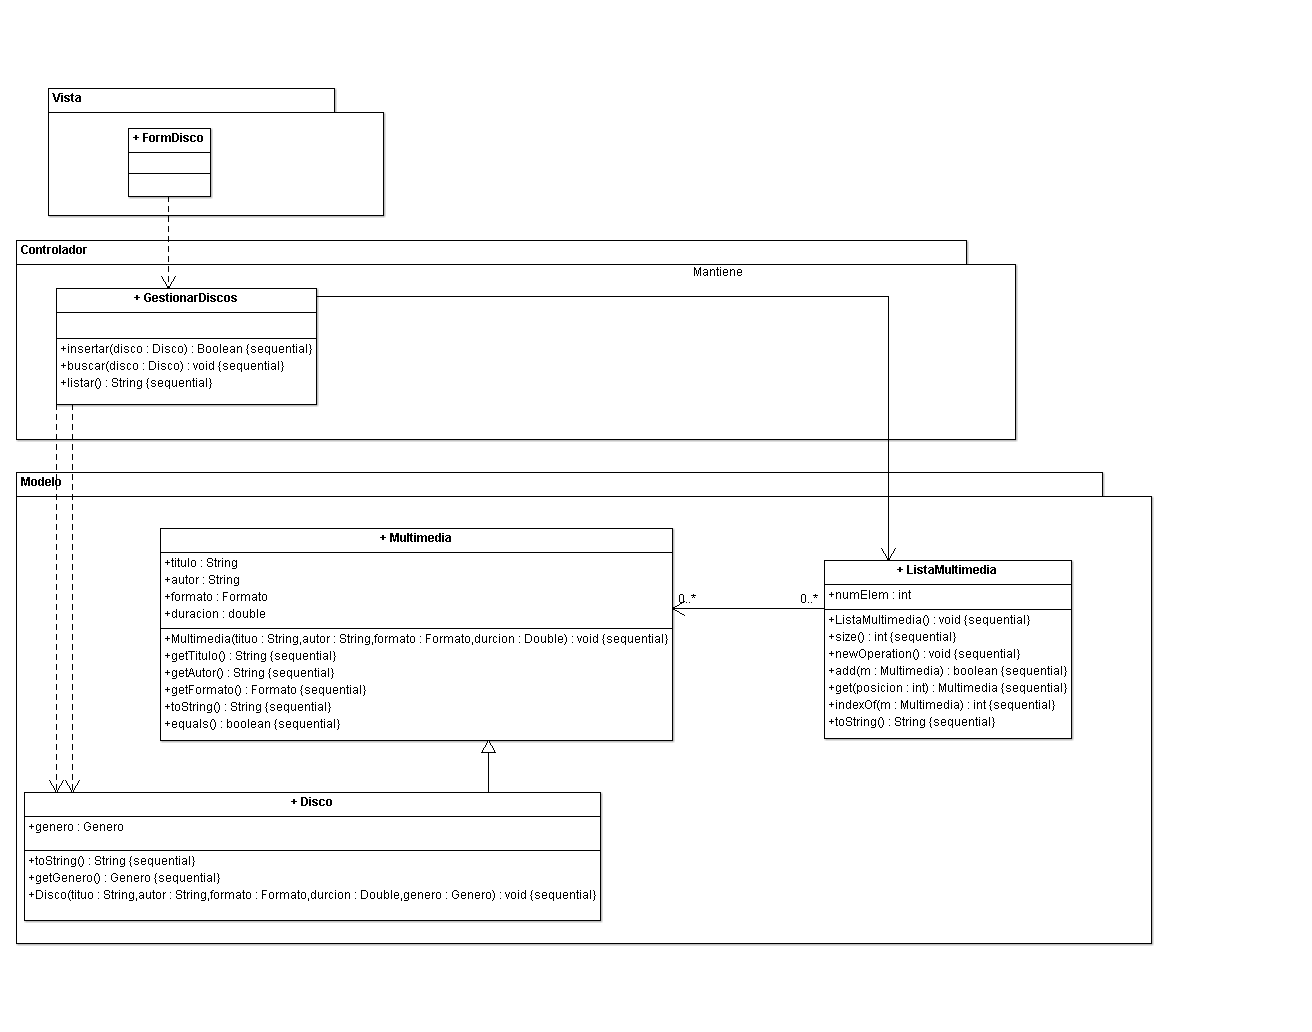 Vista
+ FormDisco
Controlador
Mantiene
+ GestionarDiscos
+insertar(disco : Disco) : Boolean {sequential}
+buscar(disco : Disco) : void {sequential}
+listar() : String {sequential}
Modelo
+ Multimedia
+titulo : String
+autor : String
+formato : Formato
+duracion : double
+Multimedia(tituo : String,autor : String,formato : Formato,durcion : Double) : void {sequential}
+getTitulo() : String {sequential}
+getAutor() : String {sequential}
+getFormato() : Formato {sequential}
+toString() : String {sequential}
+equals() : boolean {sequential}
0..*
0..*
+ ListaMultimedia
+numElem : int
+ListaMultimedia() : void {sequential}
+size() : int {sequential}
+newOperation() : void {sequential}
+add(m : Multimedia) : boolean {sequential}
+get(posicion : int) : Multimedia {sequential}
+indexOf(m : Multimedia) : int {sequential}
+toString() : String {sequential}
+ Disco
+genero : Genero
+toString() : String {sequential}
+getGenero() : Genero {sequential}
+Disco(tituo : String,autor : String,formato : Formato,durcion : Double,genero : Genero) : void {sequential}